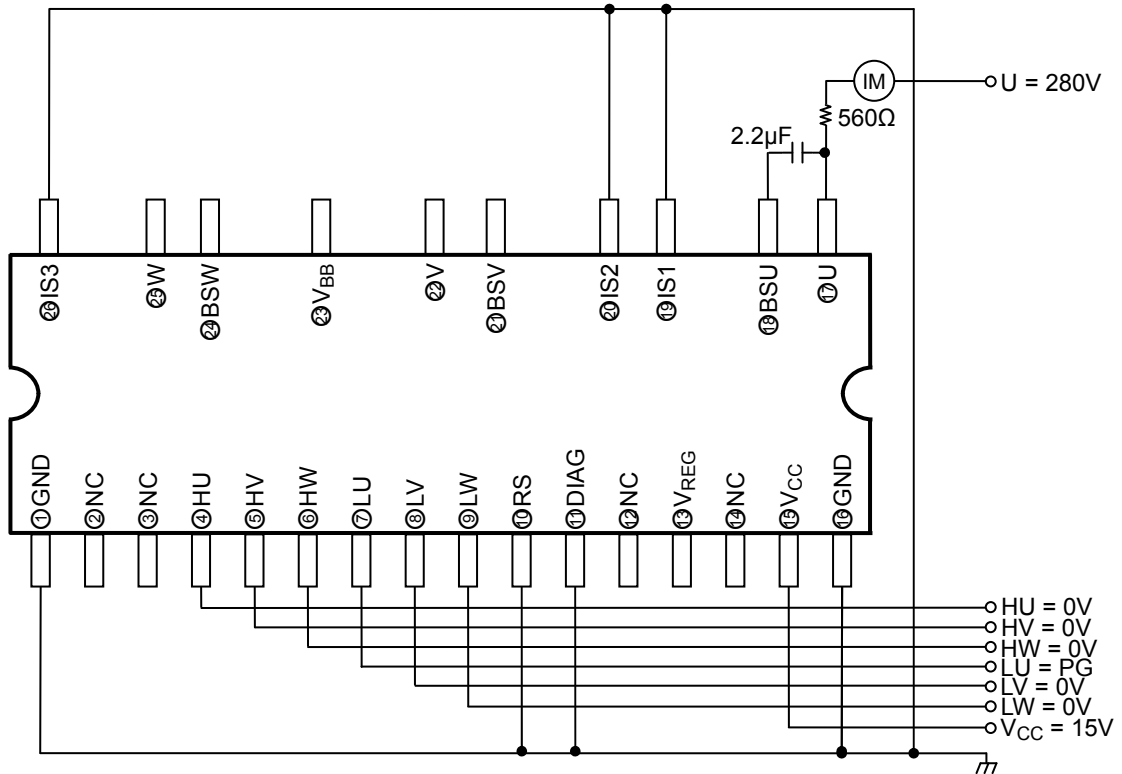 IM
U = 280V
560Ω
2.2μF
㉖IS3
㉕W
㉔BSW
㉓VBB
㉒V
㉑BSV
⑳IS2
⑲IS1
⑱BSU
⑰U
①GND
②NC
③NC
④HU
⑤HV
⑥HW
⑦LU
⑧LV
⑨LW
⑩RS
⑪DIAG
⑫NC
⑬VREG
⑭NC
⑮VCC
⑯GND
HU = 0V
HV = 0V
HW = 0V
LU = PG
LV = 0V
LW = 0V
VCC = 15V